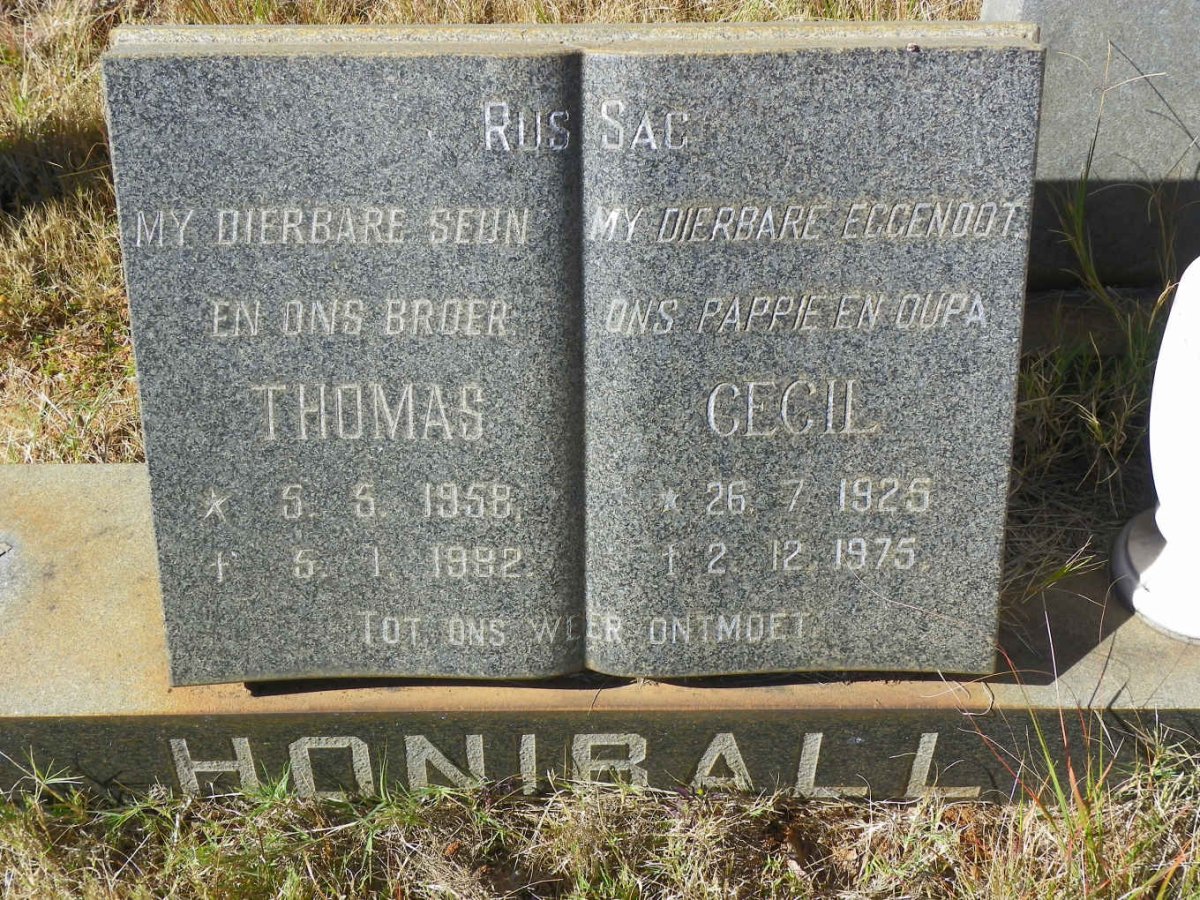 RUS SAG
MY DIERBARE SEUN
EN ONS BROER
THOMAS
* 5. 5. 1958.
† 6. 1. 1982.
MY DIERBARE EGGENOOT
ONS PAPPIE EN OUPA
CECIL
* 26. 7 1925
† 2. 12. 1975.
TOT ONS WEER ONTMOET
HONIBALL